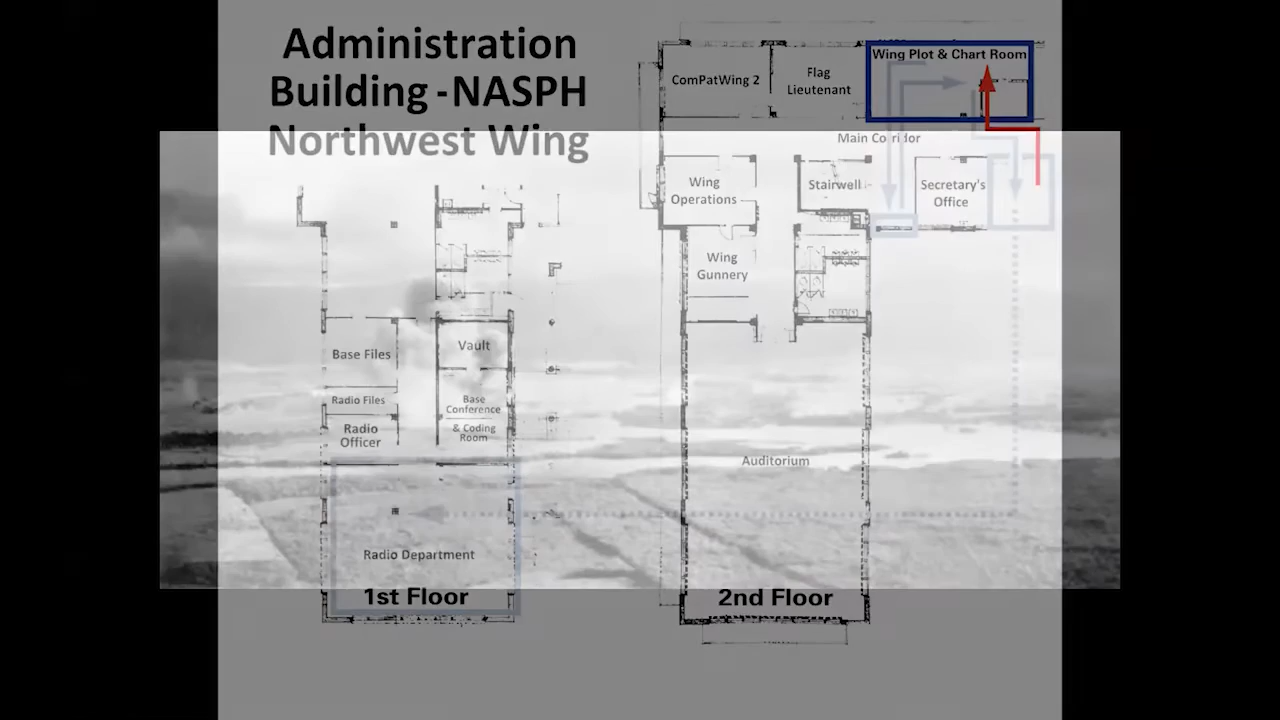 Administration
Building -NASPH
Northwest Wing
Wing Plot & Chart Room
ComPatWing 2
Flag
Lieutenant
Main Corridor
Wing
Operations
Stairwell
Secretary's
Office
Wing
Gunnery
Base Files
Vault
Radio Files
Base
Conference
& Coding
Room
Radio
Officer
Auditorium
Radio Department
1st Floor
2nd Floor